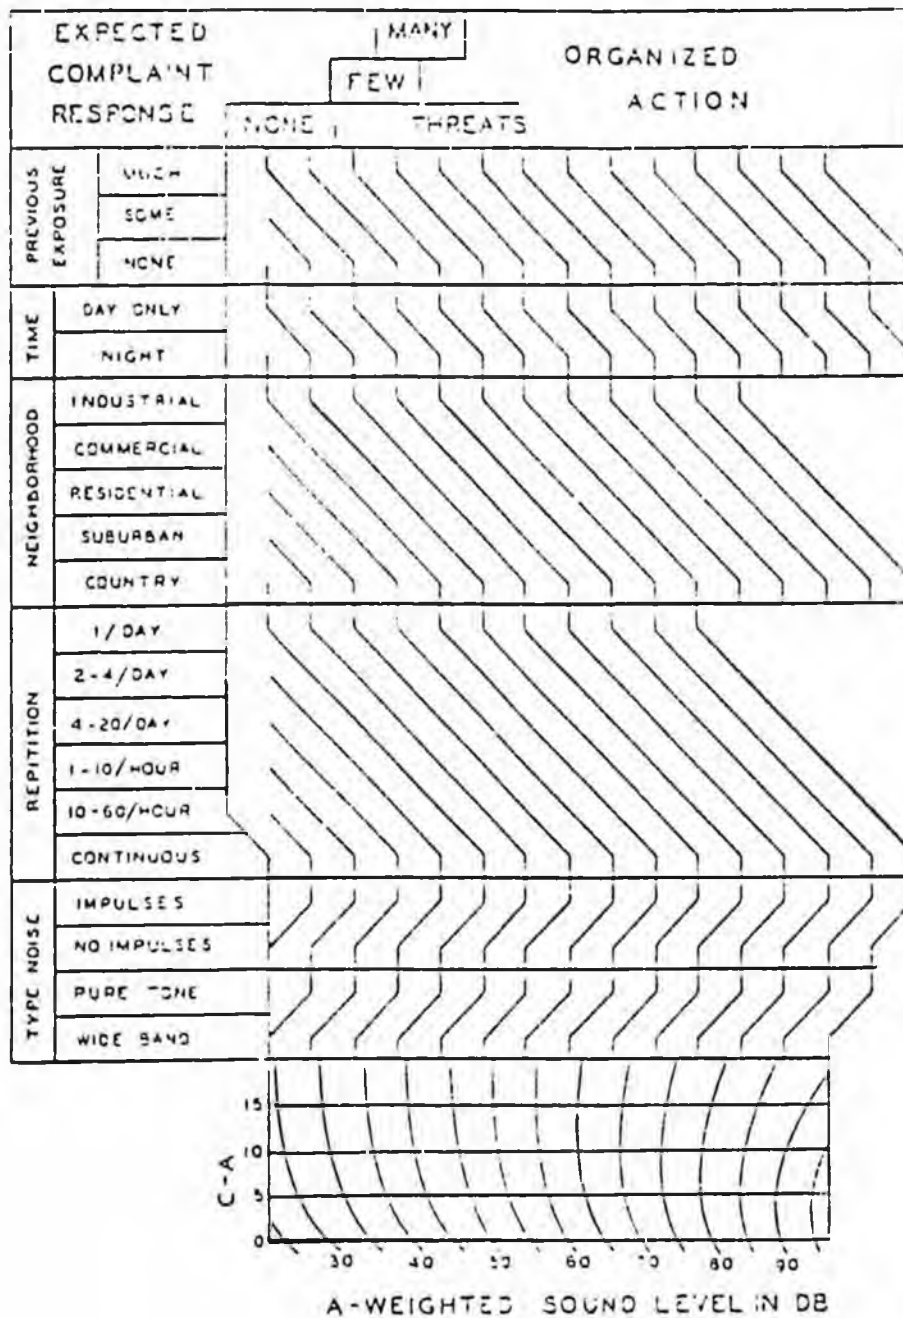 EXPECTED
COMPLAINT
RESPONSE
MANY
FEW
NONE
THREATS
ORGANIZED
ACTION
PREVIOUS
EXPOSURE
MUCH
SOME
NONE
TIME
DAY ONLY
NIGHT
NEIGHBORHOOD
INDUSTRIAL
COMMERCIAL
RESIDENTIAL
SUBURBAN
COUNTRY
REPITITION
1/DAY
2-4/DAY
4-20/DAY
1-10/HOUR
10-60/HOUR
CONTINUOUS
TYPE NOISE
IMPULSES
NO IMPULSES
PURE TONE
WIDE BAND
C-A
15
10
5
0
30 40 50 60 70 80 90
A-WEIGHTED SOUND LEVEL IN DB